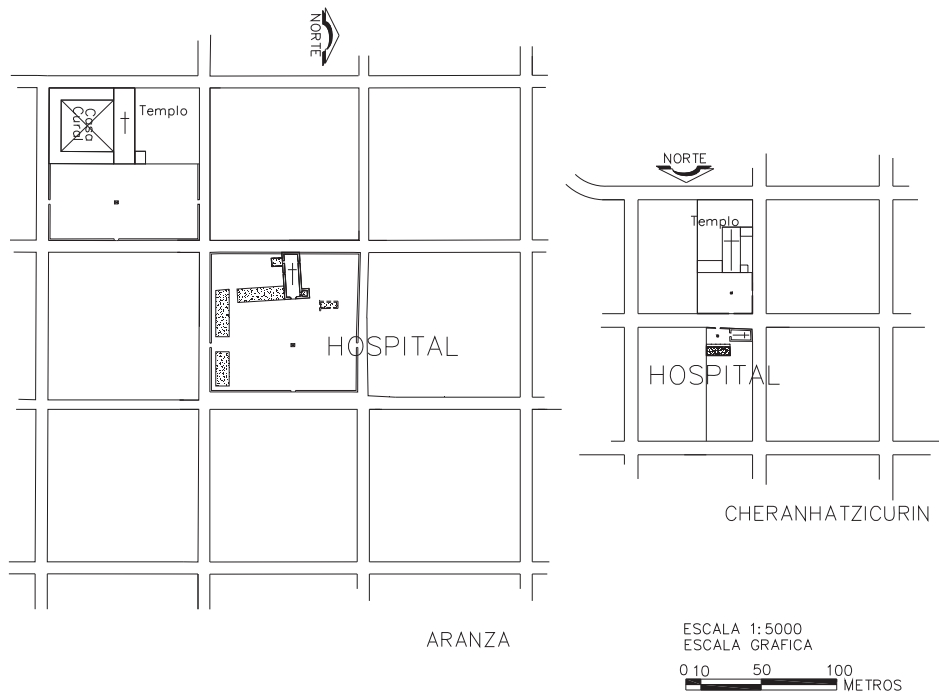 NORTE
Templo
Casa
Cural
HOSPITAL
ARANZA
NORTE
Templo
HOSPITAL
CHERANHATZICURIN
ESCALA 1:5000
ESCALA GRAFICA
0 10 50 100
METROS